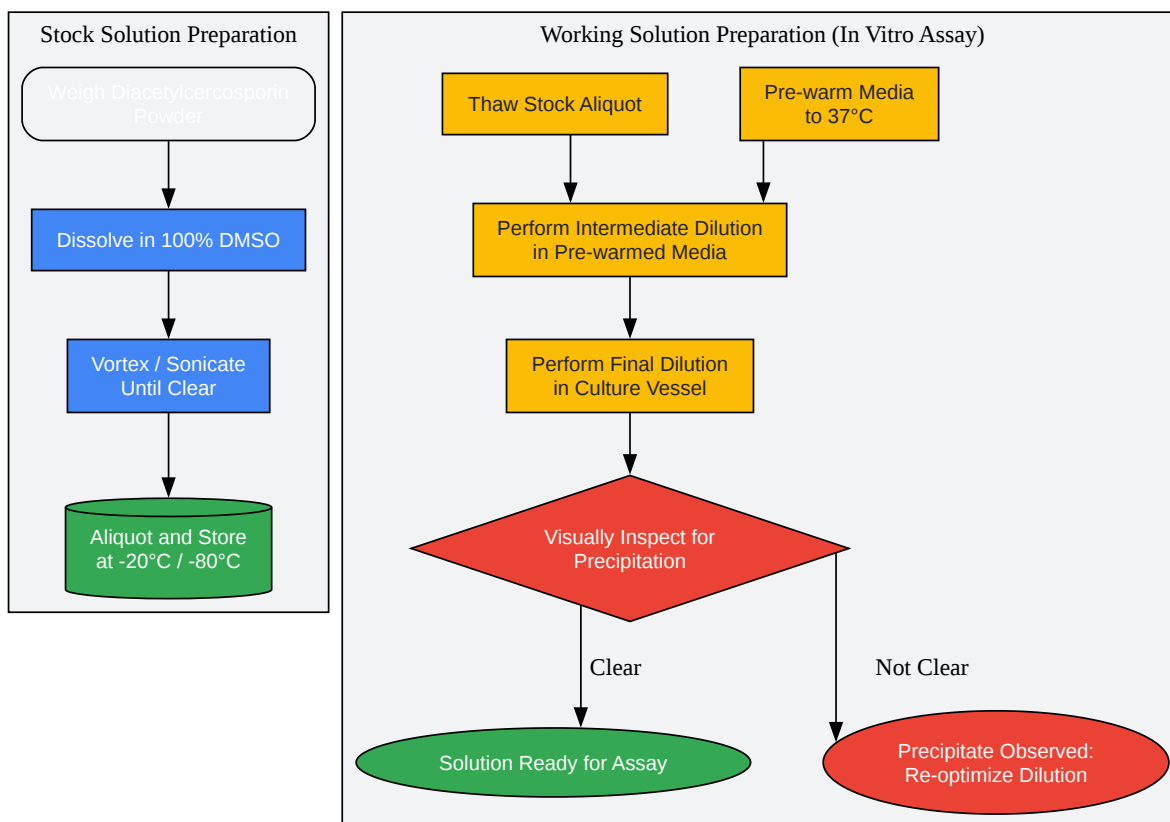 Stock Solution Preparation
Weigh Diacetylcercosporin
Powder
Dissolve in 100% DMSO
Vortex / Sonicate
Until Clear
Aliquot and Store
at -20°C / -80°C
Working Solution Preparation (In Vitro Assay)
Thaw Stock Aliquot
Pre-warm Media
to 37°C
Perform Intermediate Dilution
in Pre-warmed Media
Perform Final Dilution
in Culture Vessel
Visually Inspect for
Precipitation
Clear
Not Clear
Solution Ready for Assay
Precipitate Observed:
Re-optimize Dilution